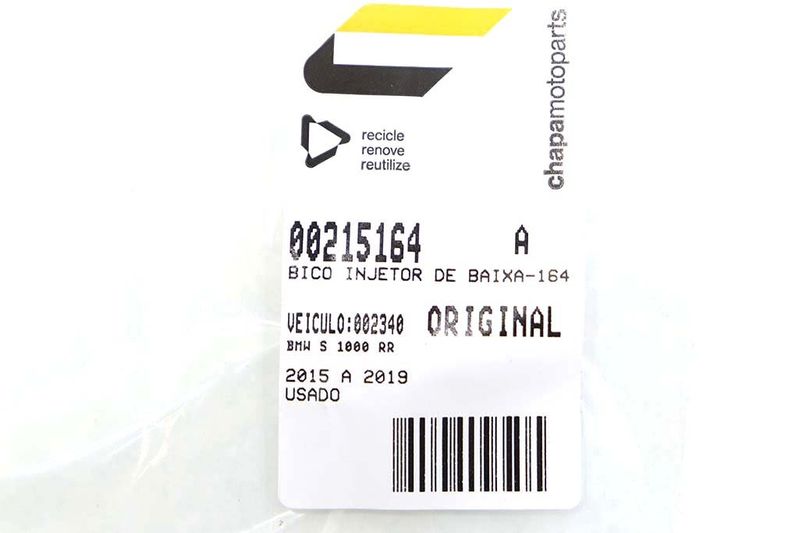 chapamotoparts
recicle
renove
reutilize
00215164 A
BICO INJETOR DE BAIXA-164
VEICULO:002340 ORIGINAL
BMW S 1000 RR
2015 A 2019
USADO